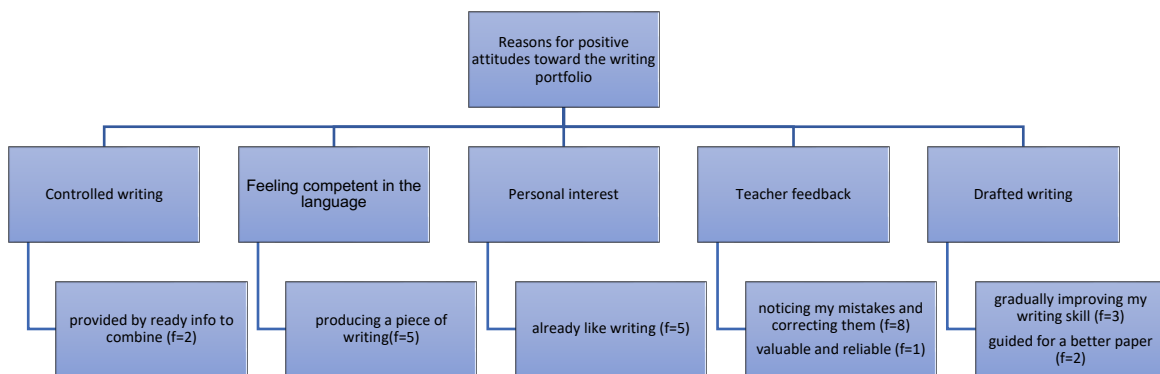 Reasons for positive
attitudes toward the writing
portfolio
Controlled writing
Feeling competent in the
language
Personal interest
Teacher feedback
Drafted writing
provided by ready info to
combine (f=2)
producing a piece of
writing(f=5)
already like writing (f=5)
noticing my mistakes and
correcting them (f=8)
valuable and reliable (f=1)
gradually improving my
writing skill (f=3)
guided for a better paper
(f=2)